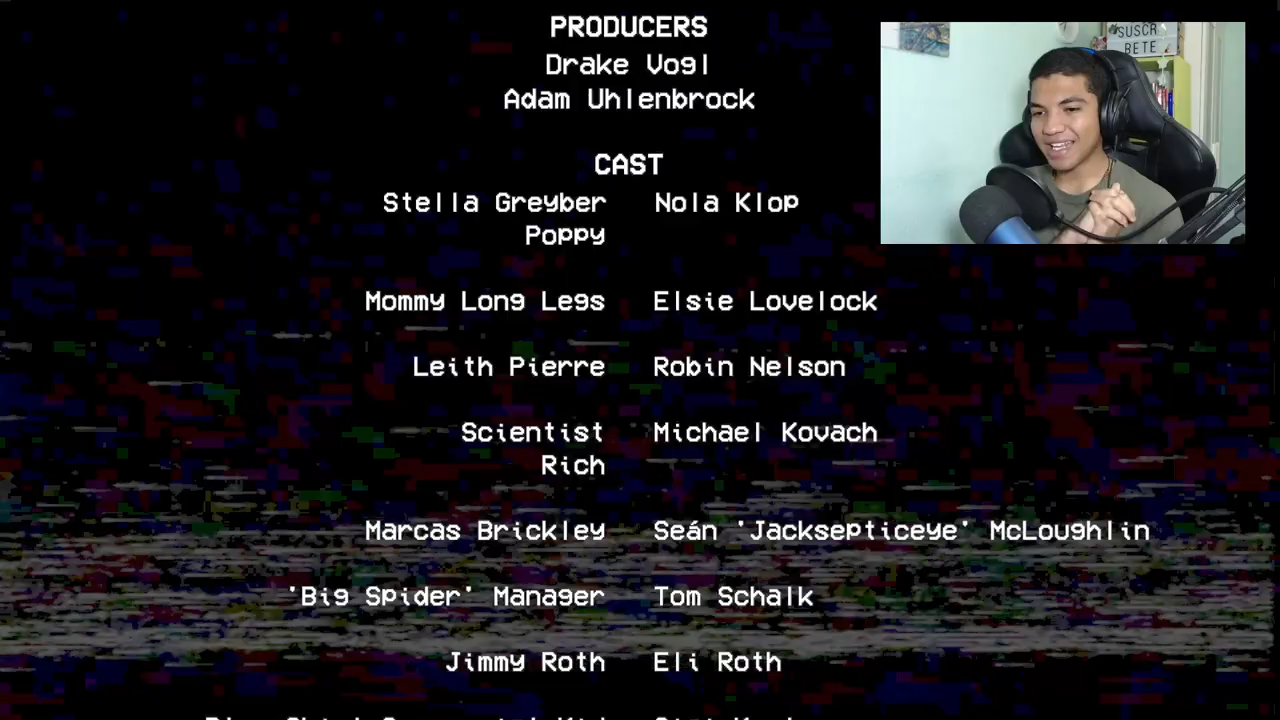 PRODUCERS
Drake Vogl
Adam Uhlenbrock
CAST
Stella Greyber Nola Klop
Poppy
Mommy Long Legs Elsie Lovelock
Leith Pierre Robin Nelson
Scientist Michael Kovach
Rich
Marcas Brickley Seán 'Jacksepticeye' McLoughlin
'Big Spider' Manager Tom Schalk
Jimmy Roth Eli Roth
SUSCR
BETE